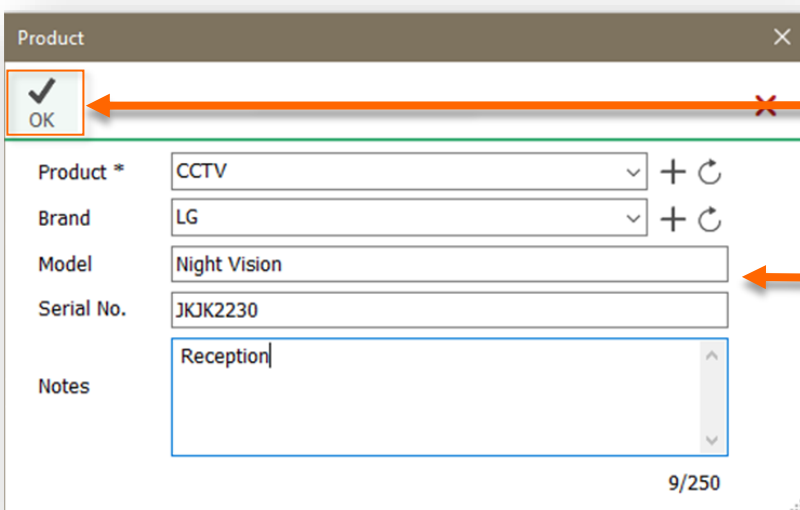 Product
OK
Product * CCTV
Brand LG
Model Night Vision
Serial No. JKJK2230
Notes Reception
9/250